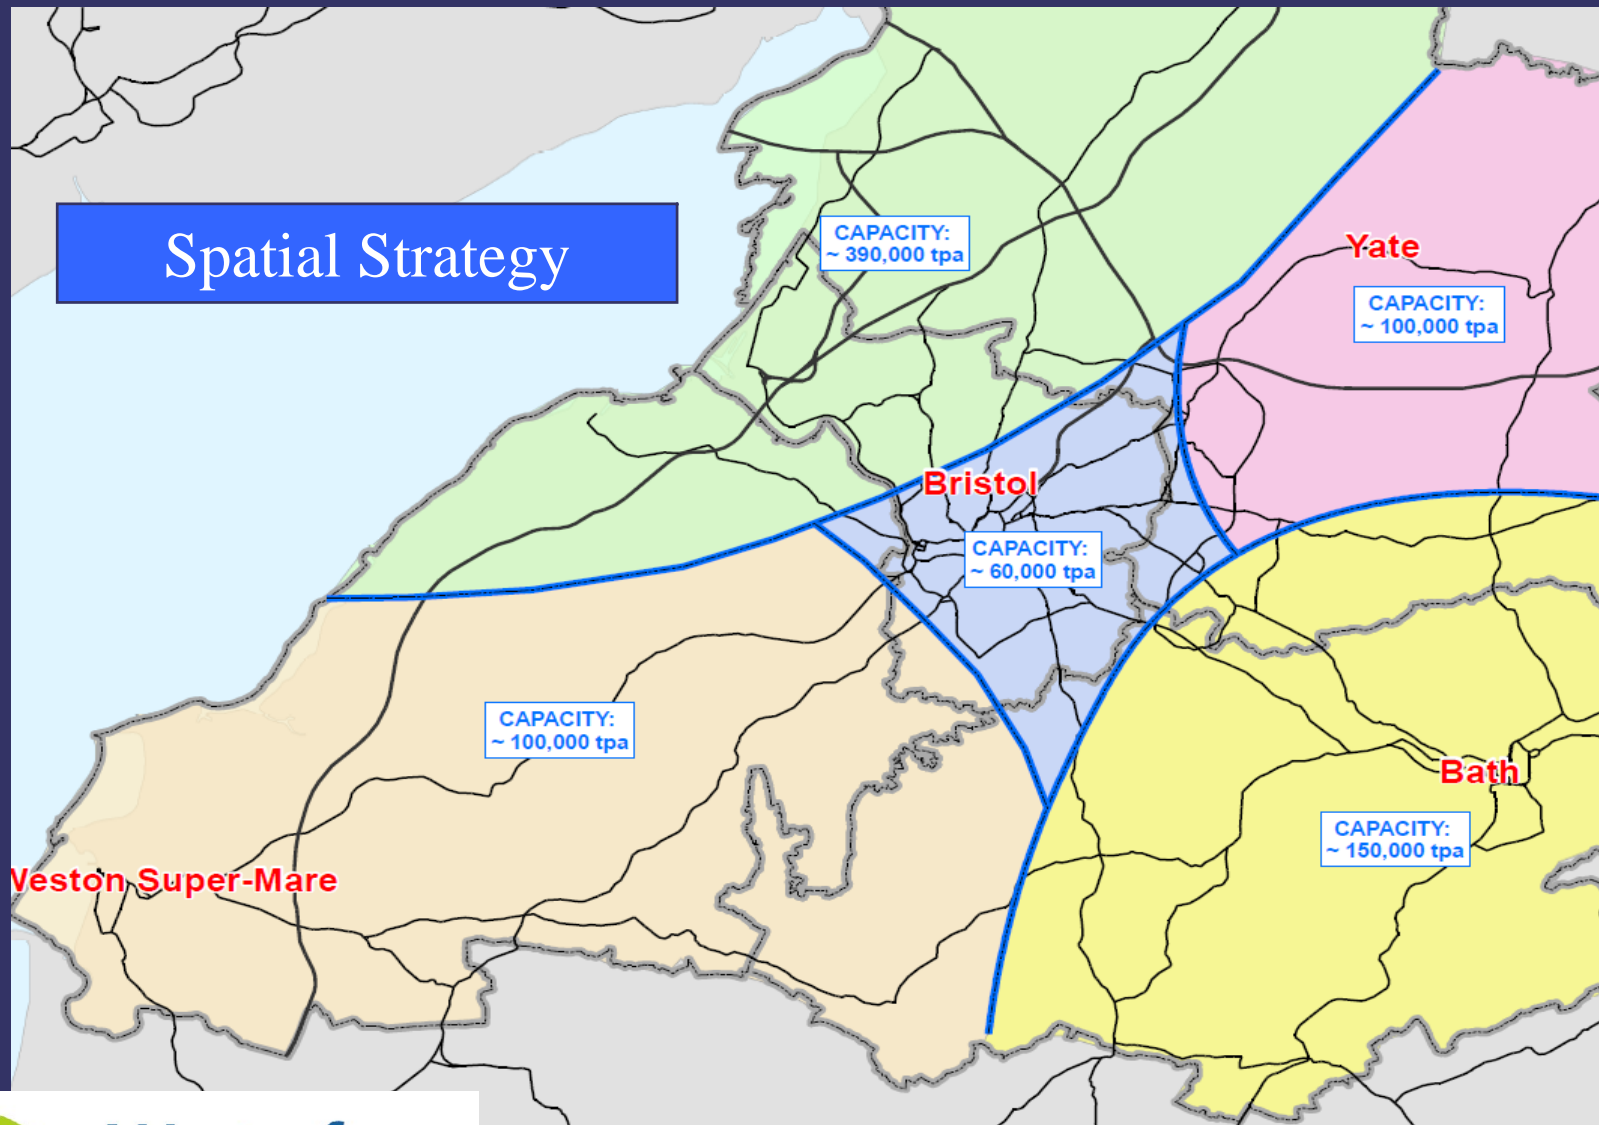 Spatial Strategy
CAPACITY:
~ 390,000 tpa
Yate
CAPACITY:
~ 100,000 tpa
Bristol
CAPACITY:
~ 60,000 tpa
CAPACITY:
~ 100,000 tpa
Bath
CAPACITY:
~ 150,000 tpa
Weston Super-Mare